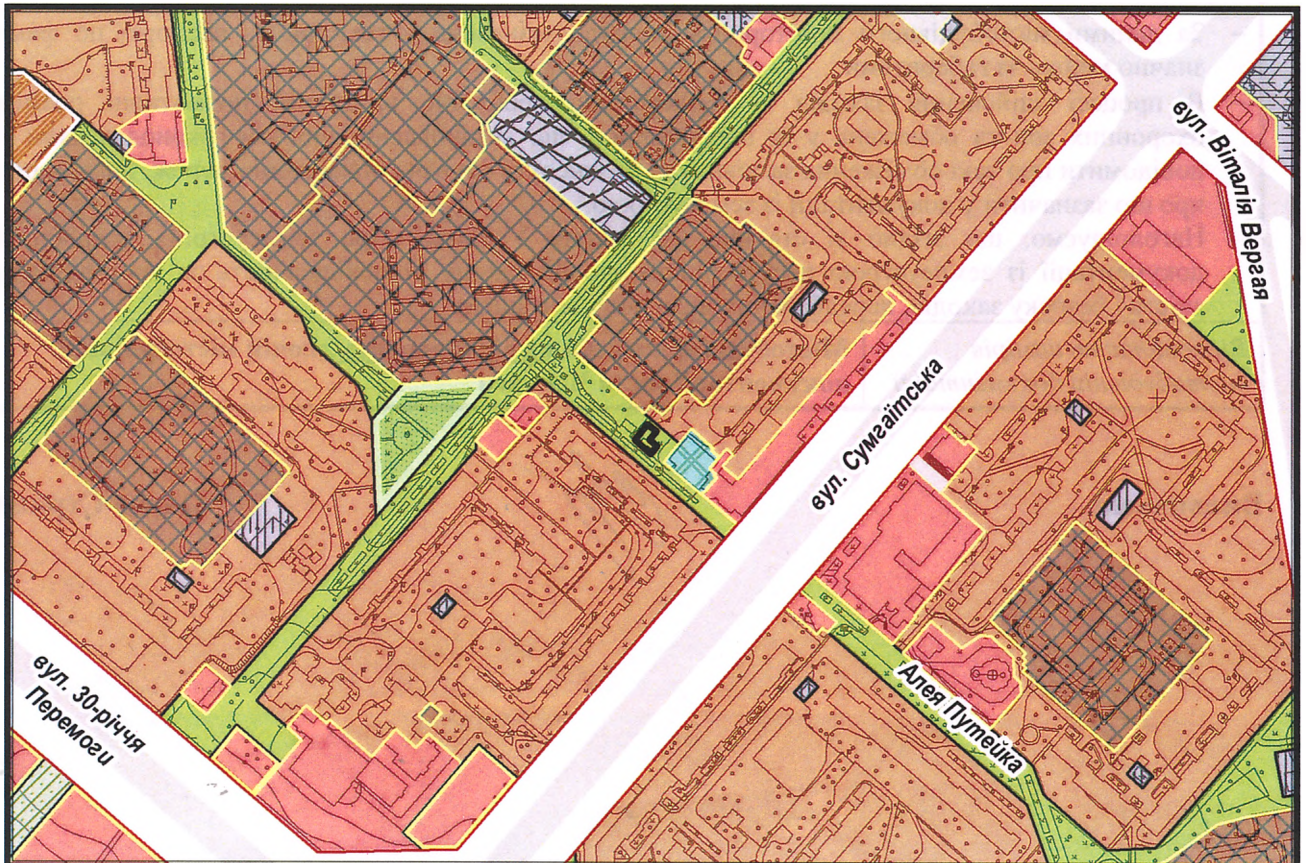 вул. Віталія Вергая
вул. Сумгаїтська
Алея Путейка
вул. 30-річчя
Перемоги